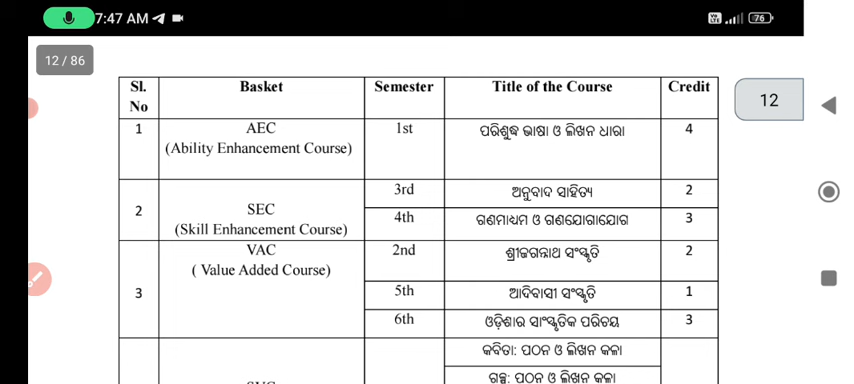 7:47 AM
76
12 / 86
12
Sl. No Basket Semester Title of the Course Credit
1 AEC (Ability Enhancement Course) 1st ପରିଶୁଦ୍ଧ ଭାଷା ଓ ଲିଖନ ଧାରା 4
2 SEC (Skill Enhancement Course) 3rd ଅନୁବାଦ ସାହିତ୍ୟ 2
4th ଗଣମାଧ୍ୟମ ଓ ଗଣଯୋଗାଯୋଗ 3
3 VAC ( Value Added Course) 2nd ଶ୍ରୀଜଗନ୍ନାଥ ସଂସ୍କୃତି 2
5th ଆଦିବାସୀ ସଂସ୍କୃତି 1
6th ଓଡ଼ିଶାର ସାଂସ୍କୃତିକ ପରିଚୟ 3
କବିତା: ପଠନ ଓ ଲିଖନ କଳା
ଗଳ୍ପ: ପଠନ ଓ ଲିଖନ କଳା